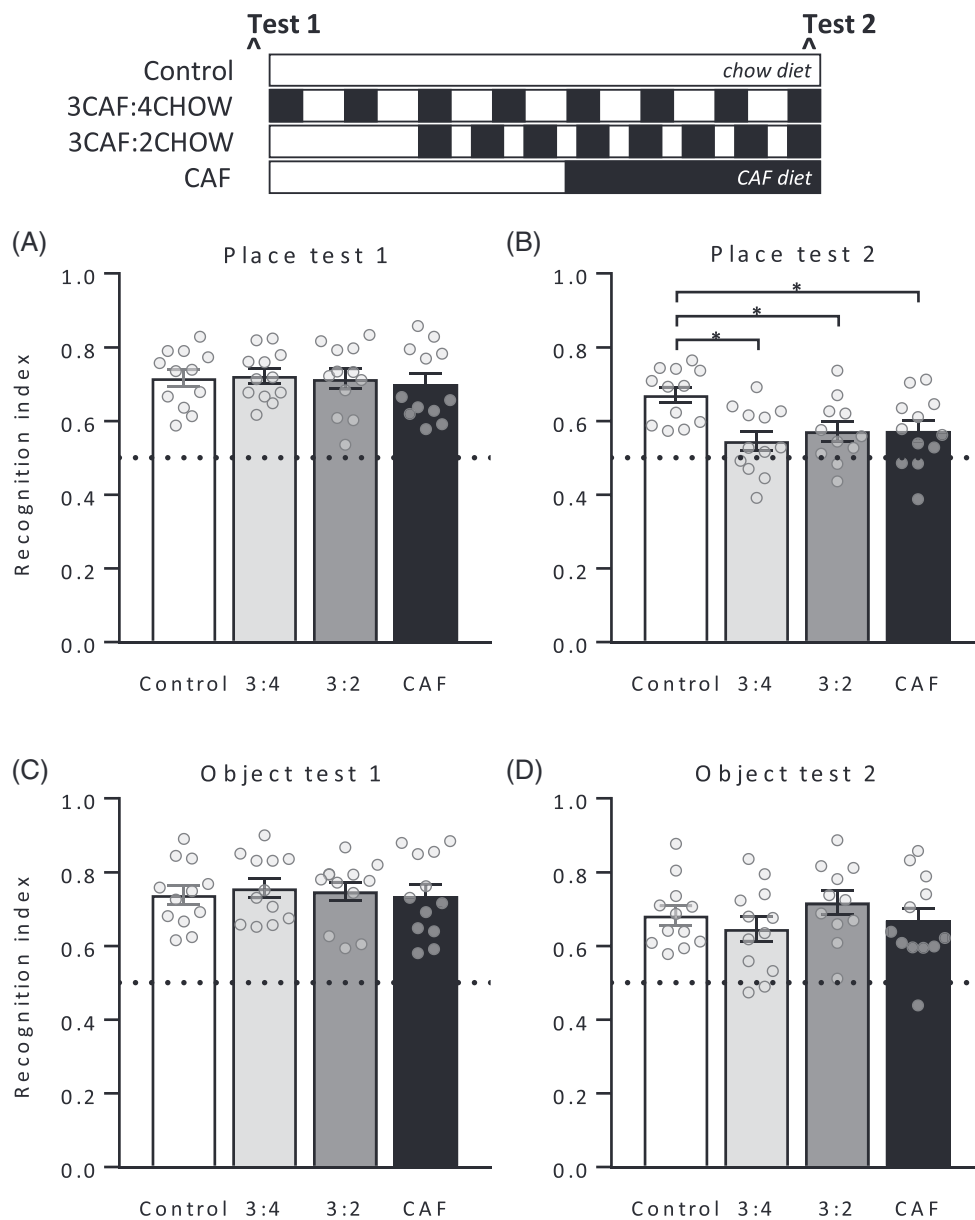 Test 1 Test 2
^ ^
Control chow diet
3CAF:4CHOW
3CAF:2CHOW
CAF CAF diet
(A) Place test 1
1.0
0.8
0.6
0.4
0.2
0.0
Recognition index
Control 3:4 3:2 CAF
(B) Place test 2
* * *
1.0
0.8
0.6
0.4
0.2
0.0
Control 3:4 3:2 CAF
(C) Object test 1
1.0
0.8
0.6
0.4
0.2
0.0
Recognition index
Control 3:4 3:2 CAF
(D) Object test 2
1.0
0.8
0.6
0.4
0.2
0.0
Control 3:4 3:2 CAF